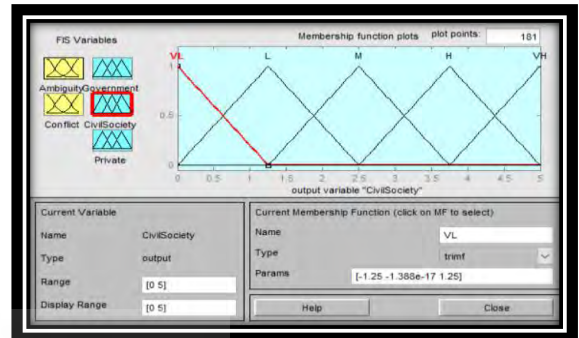 FIS Variables
Membership function plots
plot points:
181
VL L M H VH
1
0.5
0
0 0.5 1 1.5 2 2.5 3 3.5 4 4.5 5
output variable "CivilSociety"
Ambiguity Government
Conflict CivilSociety
Private
Current Variable
Name CivilSociety
Type output
Range [0 5]
Display Range [0 5]
Current Membership Function (click on MF to select)
Name VL
Type trimf
Params [-1.25 -1.388e-17 1.25]
Help Close